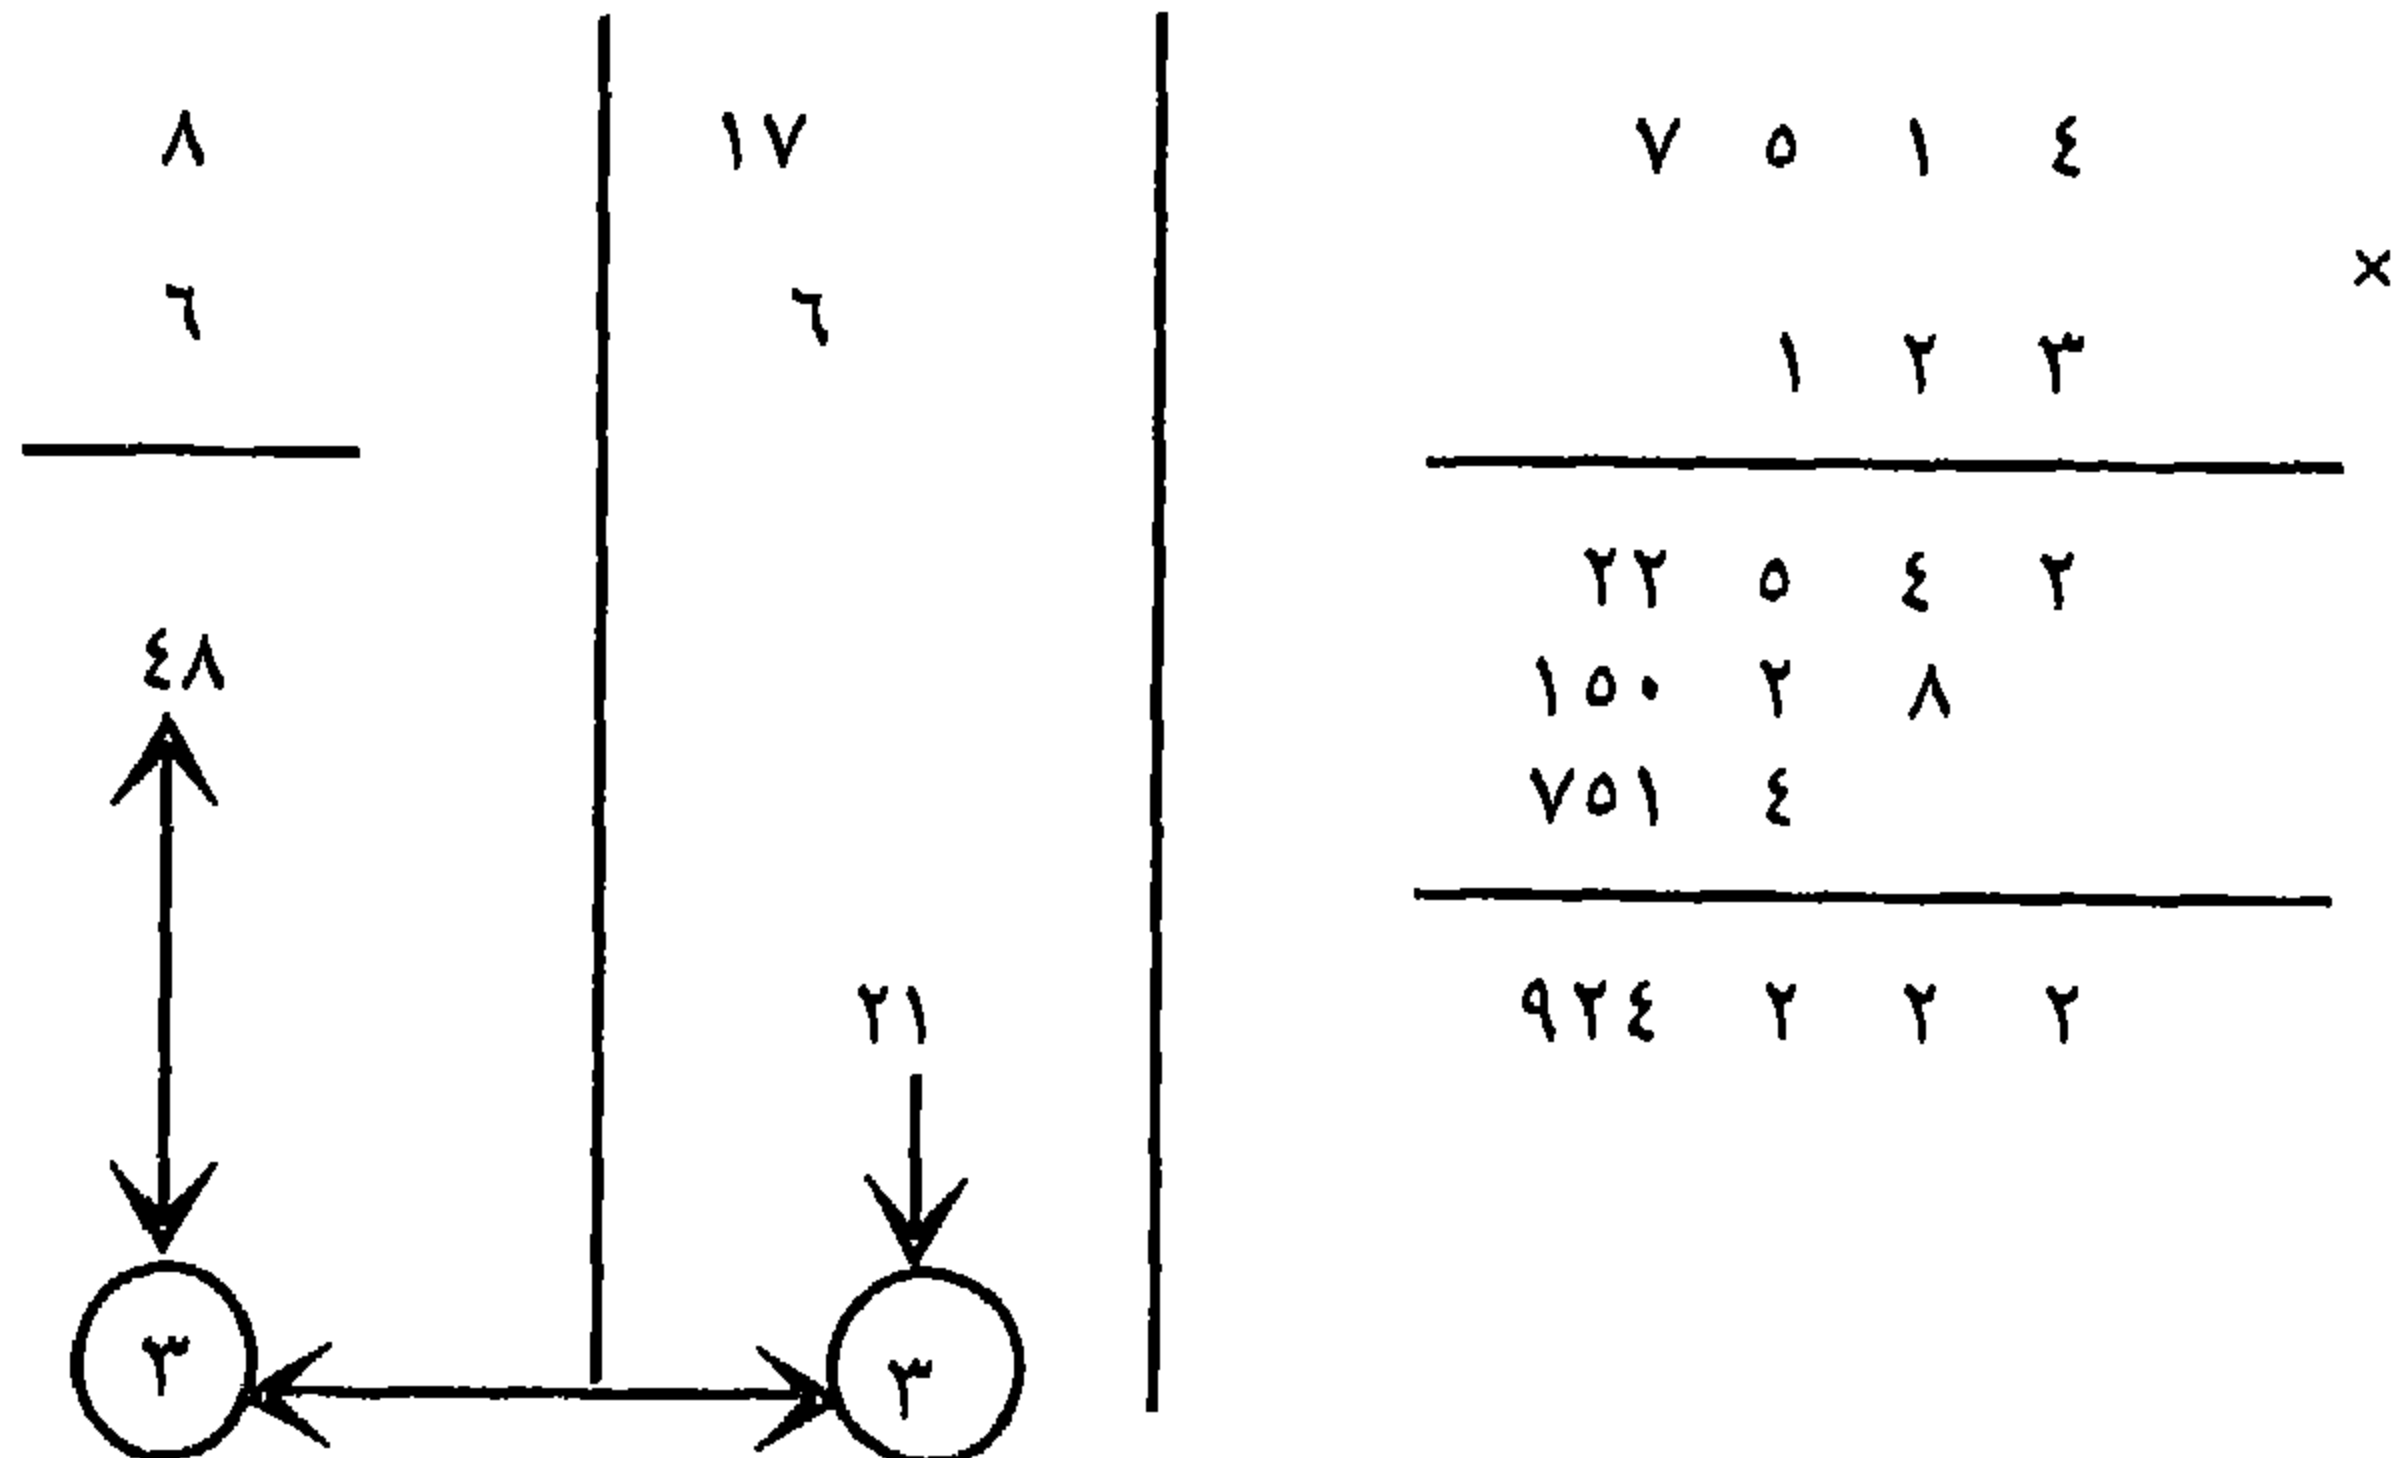 ٨ ١٧ ٧ ٥ ١ ٤
×
٦ ٦ ١ ٢ ٣
٢٢ ٥ ٤ ٢
٤٨ ١٥٠ ٢ ٨
٧٥١ ٤
٢١ ٩٢٤ ٢ ٢ ٢
٣ ٣